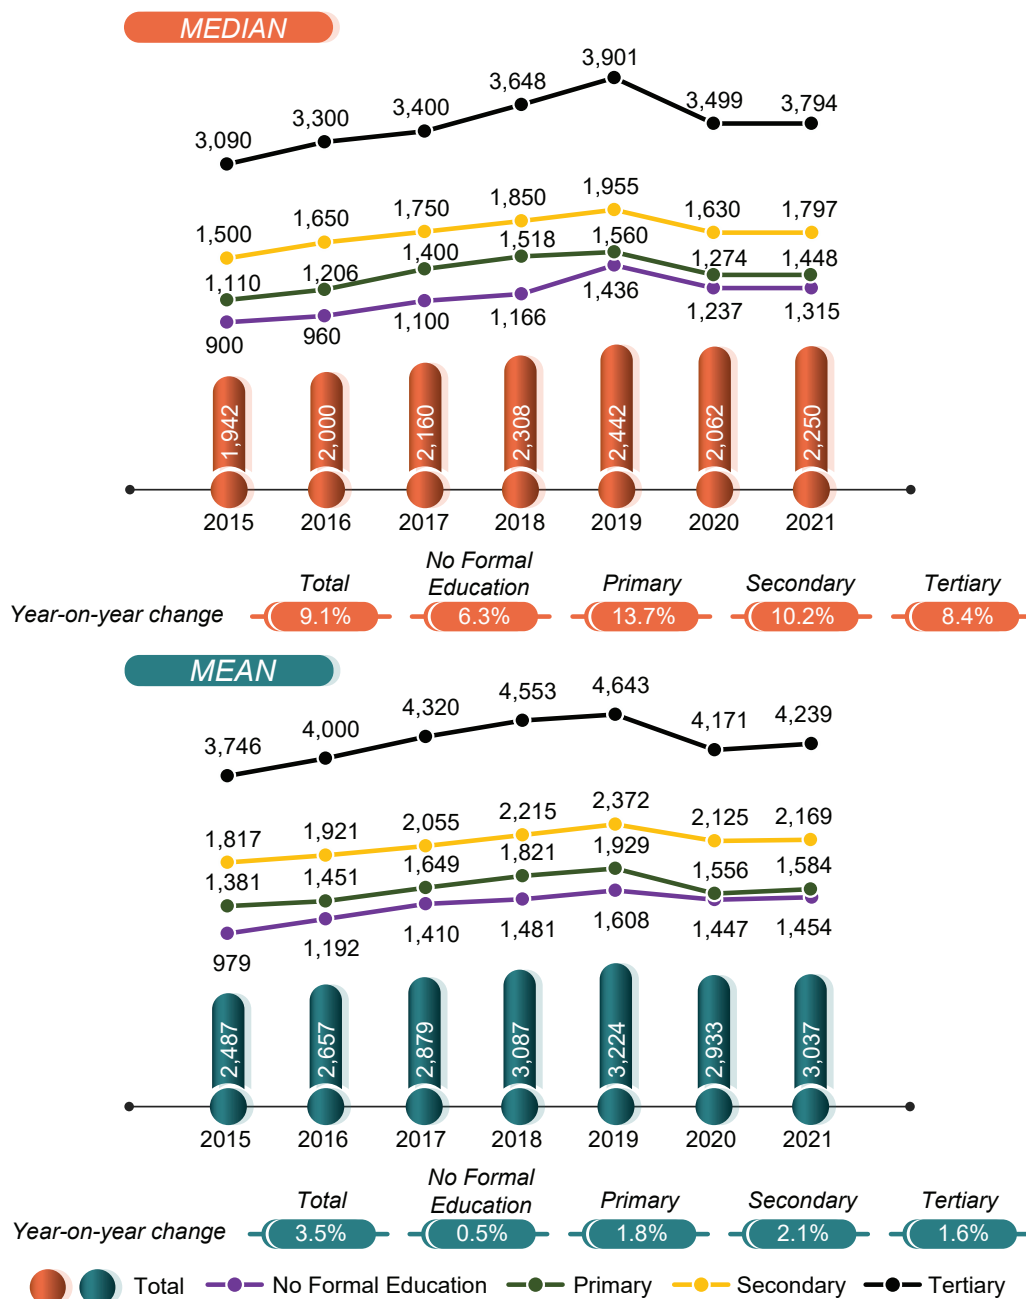 MEDIAN
3,090 3,300 3,400 3,648 3,901 3,499 3,794
1,500 1,650 1,750 1,850 1,955 1,630 1,797
1,110 1,206 1,400 1,518 1,560 1,274 1,448
900 960 1,100 1,166 1,436 1,237 1,315
1,942 2,000 2,160 2,308 2,442 2,062 2,250
2015 2016 2017 2018 2019 2020 2021
Total No Formal Education Primary Secondary Tertiary
Year-on-year change 9.1% 6.3% 13.7% 10.2% 8.4%
MEAN
3,746 4,000 4,320 4,553 4,643 4,171 4,239
1,817 1,921 2,055 2,215 2,372 2,125 2,169
1,381 1,451 1,649 1,821 1,929 1,556 1,584
979 1,192 1,410 1,481 1,608 1,447 1,454
2,487 2,657 2,879 3,087 3,224 2,933 3,037
2015 2016 2017 2018 2019 2020 2021
Total No Formal Education Primary Secondary Tertiary
Year-on-year change 3.5% 0.5% 1.8% 2.1% 1.6%
Total No Formal Education Primary Secondary Tertiary